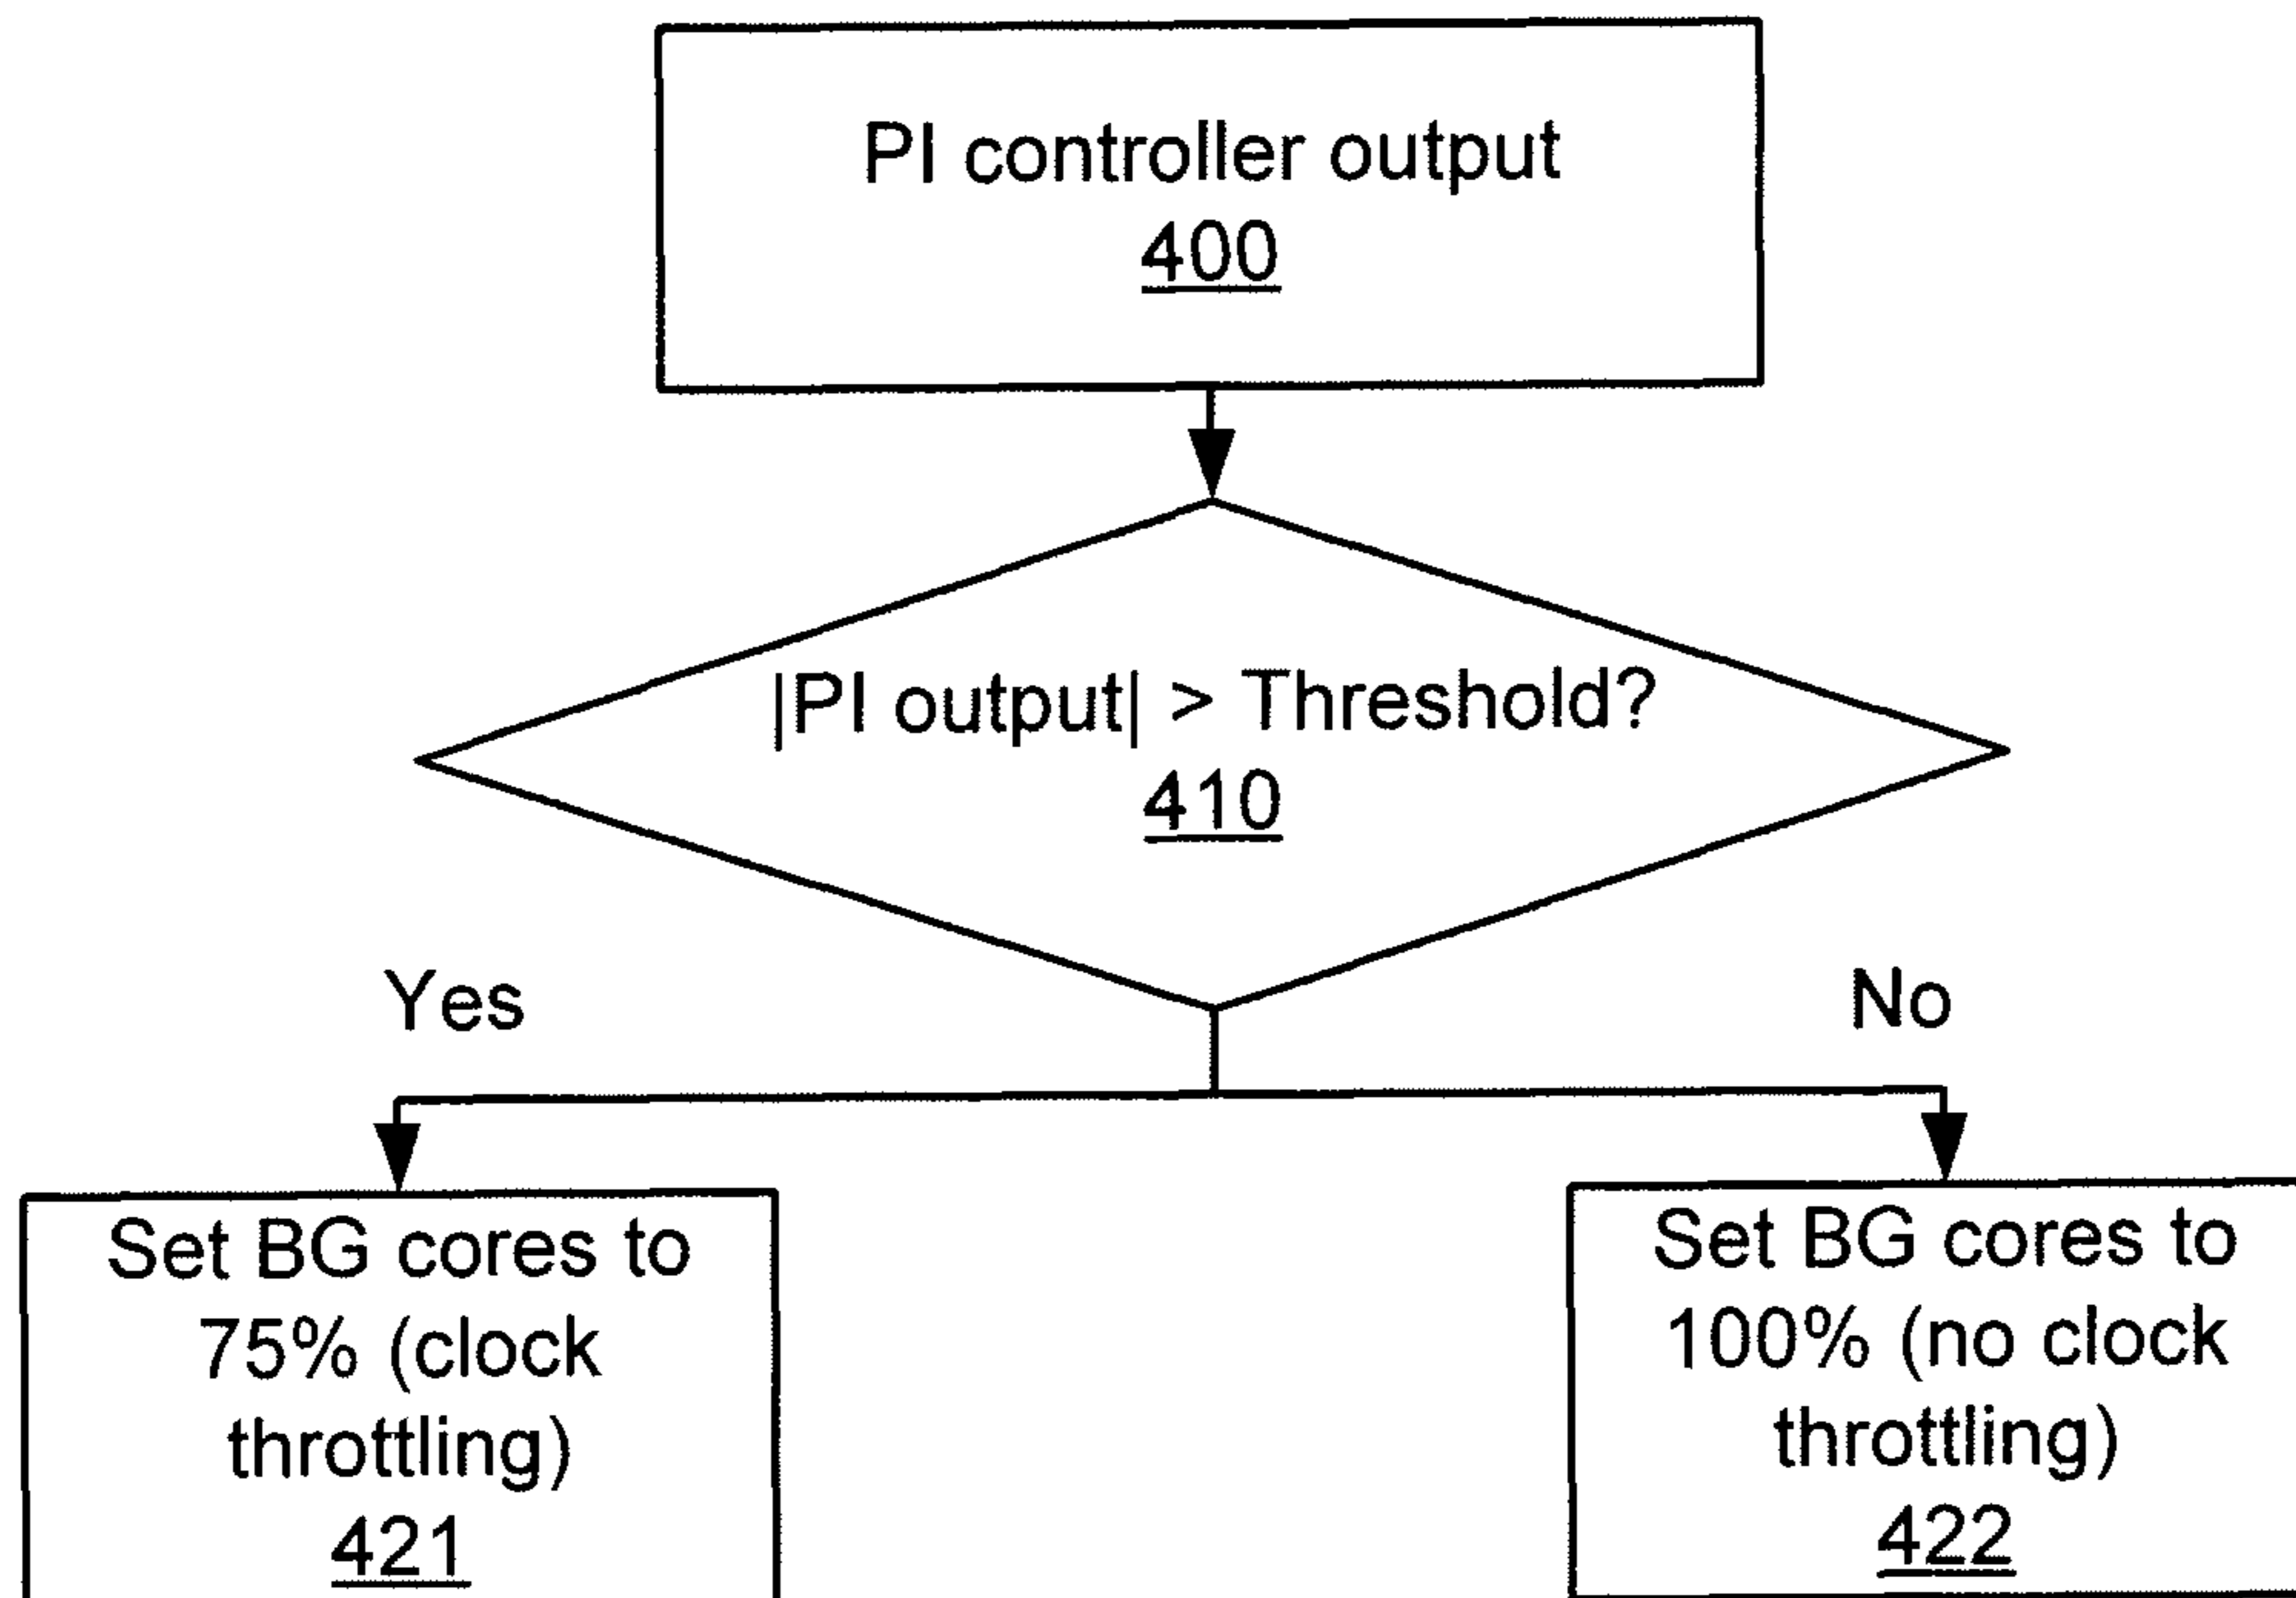 PI controller output
400
|PI output| > Threshold?
410
Yes
No
Set BG cores to
75% (clock
throttling)
421
Set BG cores to
100% (no clock
throttling)
422